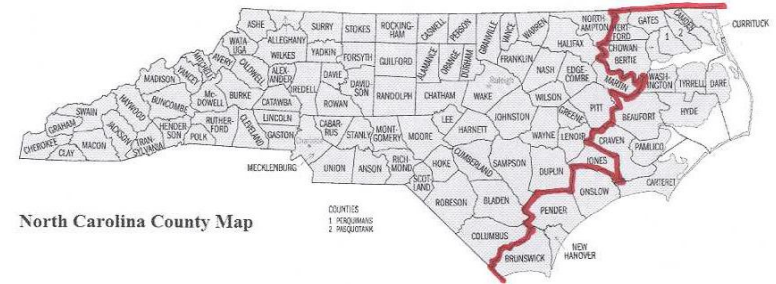 ASHE
SURRY
STOKES
ROCKING-
HAM
CASWELL
PERSON
GRANVILLE
VANCE
WARREN
NORTH-
AMPTON
HERT-
FORD
GATES
CAMDEN
CURRITUCK
1
2
WATA
UGA
ALLEGHANY
WILKES
YADKIN
FORSYTH
GUILFORD
ALAMANCE
ORANGE
DURHAM
FRANKLIN
HALIFAX
CHOWAN
BERTIE
MITCHELL
AVERY
CALDWELL
ALEX-
ANDER
IREDELL
DAVIE
DAVID
SON
RANDOLPH
CHATHAM
Raleigh
WAKE
NASH
EDGE-
COMBE
MARTIN
WASH-
INGTON
TYRRELL
DARE
MADISON
YANCEY
Mc-
DOWELL
BURKE
CATAWBA
ROWAN
WILSON
PITT
BEAUFORT
HYDE
HAYWOOD
BUNCOMBE
RUTHER-
FORD
CLEVELAND
LINCOLN
GASTON
CABAR-
RUS
STANLY
MONT-
GOMERY
MOORE
LEE
HARNETT
JOHNSTON
GREENE
WAYNE
LENOIR
CRAVEN
PAMLICO
GRAHAM
SWAIN
JACKSON
HENDER
SON
POLK
TRAN-
SYLVANIA
CHEROKEE
CLAY
MACON
MECKLENBURG
UNION
ANSON
RICH-
MOND
HOKE
SCOT-
LAND
CUMBERLAND
SAMPSON
DUPLIN
JONES
ONSLOW
CARTERET
ROBESON
BLADEN
PENDER
COLUMBUS
BRUNSWICK
NEW
HANOVER
COUNTIES
1 PERQUIMANS
2 PASQUOTANK
North Carolina County Map